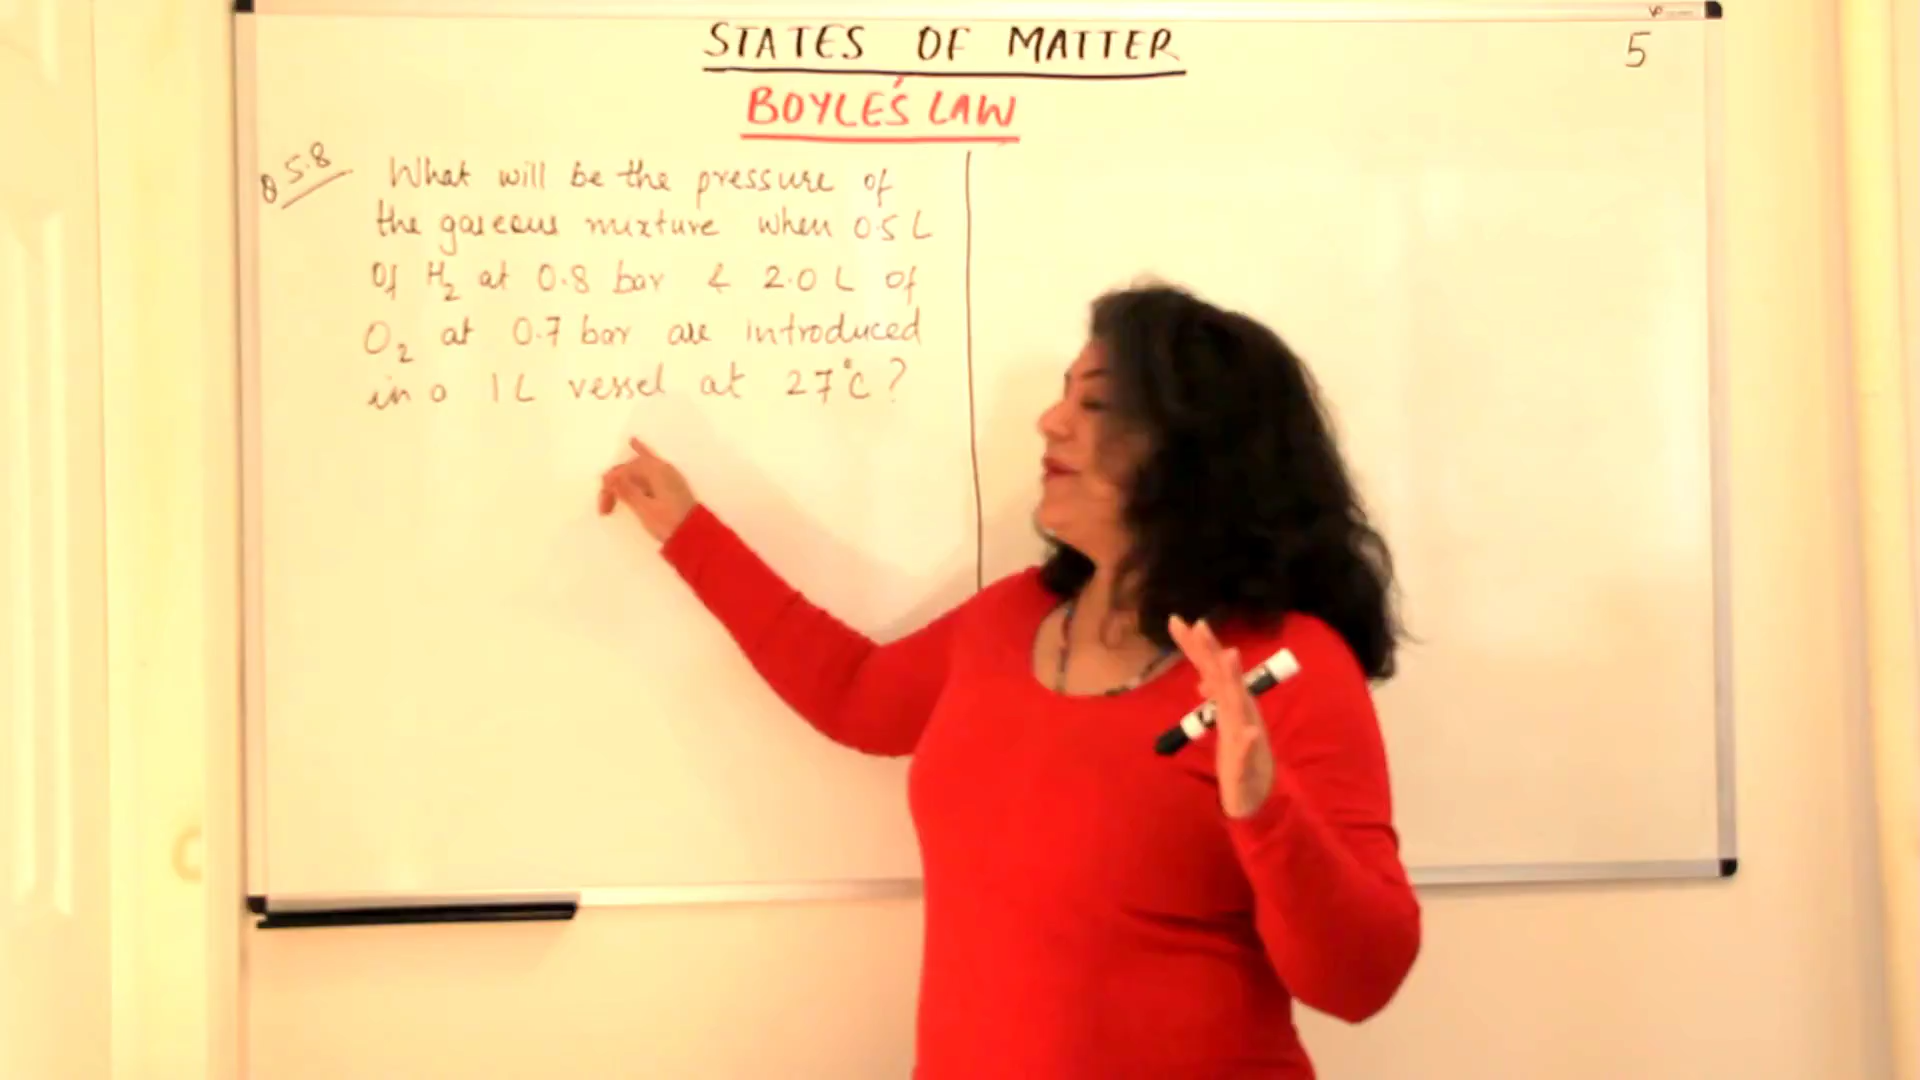 STATES OF MATTER
5
BOYLE'S LAW
Q 5.8
What will be the pressure of
the gaseous mixture when 0.5 L
of H₂ at 0.8 bar & 2.0 L of
O₂ at 0.7 bar are introduced
in a 1 L vessel at 27°C?